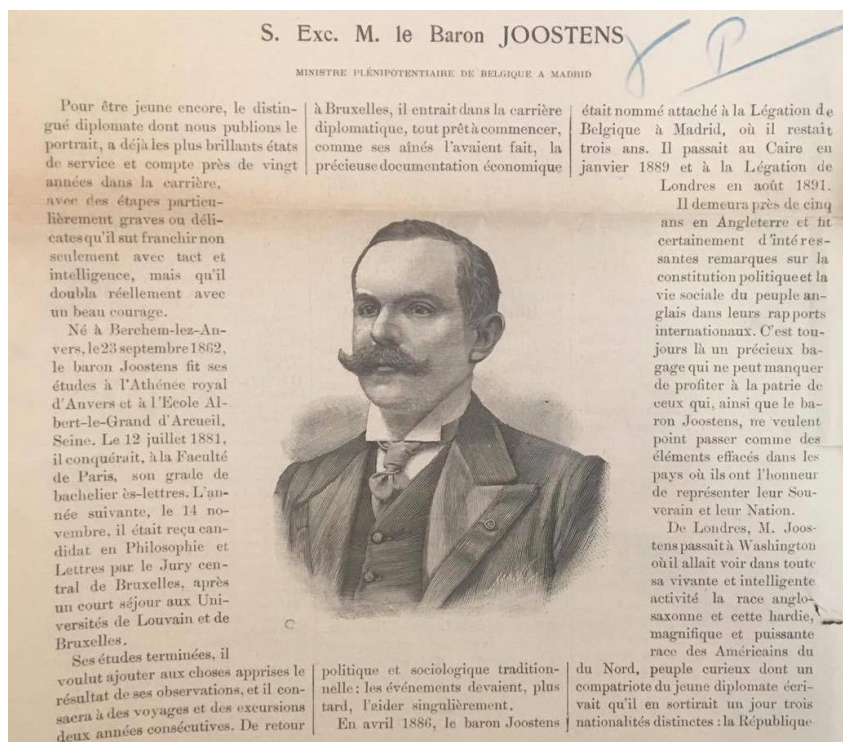 S. Exc. M. le Baron JOOSTENS
MINISTRE PLÉNIPOTENTIAIRE DE BELGIQUE A MADRID
Pour être jeune encore, le distin-
gué diplomate dont nous publions le
portrait, a déjà les plus brillants états
de service et compte près de vingt
années dans la carrière,
avec des étapes particu-
lièrement graves ou déli-
cates qu'il sut franchir non
seulement avec tact et
intelligence, mais qu'il
doubla réellement avec
un beau courage.
Né à Berchem-lez-An-
vers, le 23 septembre 1862,
le baron Joostens fit ses
études à l'Athénée royal
d'Anvers et à l'Ecole Al-
bert-le-Grand d'Arcueil,
Seine. Le 12 juillet 1881,
il conquérait, à la Faculté
de Paris, son grade de
bachelier ès-lettres. L'an-
née suivante, le 14 no-
vembre, il était reçu can-
didat en Philosophie et
Lettres par le Jury cen-
tral de Bruxelles, après
un court séjour aux Uni-
versités de Louvain et de
Bruxelles.
Ses études terminées, il
voulut ajouter aux choses apprises le
résultat de ses observations, et il con-
sacra à des voyages et des excursions
deux années consécutives. De retour
à Bruxelles, il entrait dans la carrière
diplomatique, tout prêt à commencer,
comme ses aînés l'avaient fait, la
précieuse documentation économique
politique et sociologique tradition-
nelle : les événements devaient, plus
tard, l'aider singulièrement.
En avril 1886, le baron Joostens
était nommé attaché à la Légation de
Belgique à Madrid, où il restait
trois ans. Il passait au Caire en
janvier 1889 et à la Légation de
Londres en août 1891.
Il demeura près de cinq
ans en Angleterre et fit
certainement d'intéres-
santes remarques sur la
constitution politique et la
vie sociale du peuple an-
glais dans leurs rapports
internationaux. C'est tou-
jours là un précieux ba-
gage qui ne peut manquer
de profiter à la patrie de
ceux qui, ainsi que le ba-
ron Joostens, ne veulent
point passer comme des
éléments effacés dans les
pays où ils ont l'honneur
de représenter leur Sou-
verain et leur Nation.
De Londres, M. Joos-
tens passait à Washington
où il allait voir dans toute
sa vivante et intelligente
activité la race anglo-
saxonne et cette hardie,
magnifique et puissante
race des Américains du
du Nord, peuple curieux dont un
compatriote du jeune diplomate écri-
vait qu'il en sortirait un jour trois
nationalités distinctes : la République